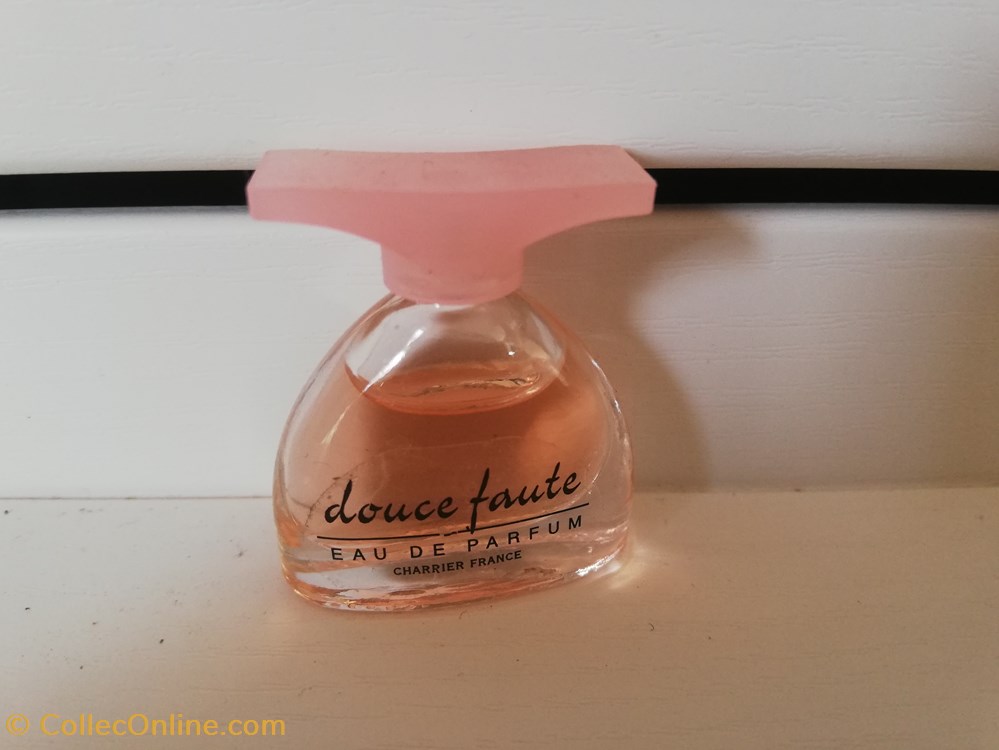 douce faute
EAU DE PARFUM
CHARRIER FRANCE
© CollecOnline.com